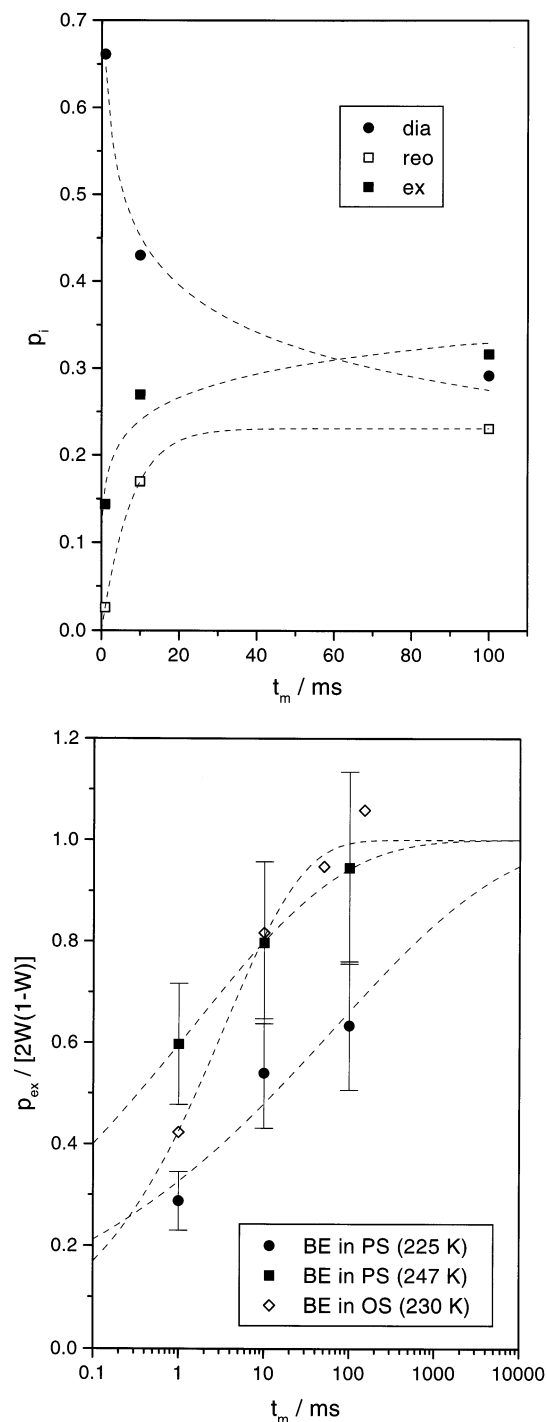 0.7
0.6
0.5
0.4
0.3
0.2
0.1
0.0
p_i
dia
reo
ex
0 20 40 60 80 100
t_m / ms
1.2
1.0
0.8
0.6
0.4
0.2
0.0
p_ex / [2W(1-W)]
BE in PS (225 K)
BE in PS (247 K)
BE in OS (230 K)
0.1 1 10 100 1000 10000
t_m / ms